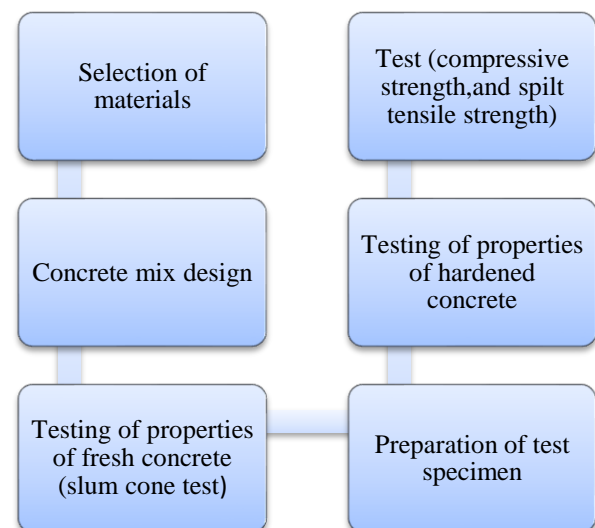 Selection of
materials
Concrete mix design
Testing of properties
of fresh concrete
(slum cone test)
Preparation of test
specimen
Testing of properties
of hardened
concrete
Test (compressive
strength,and spilt
tensile strength)